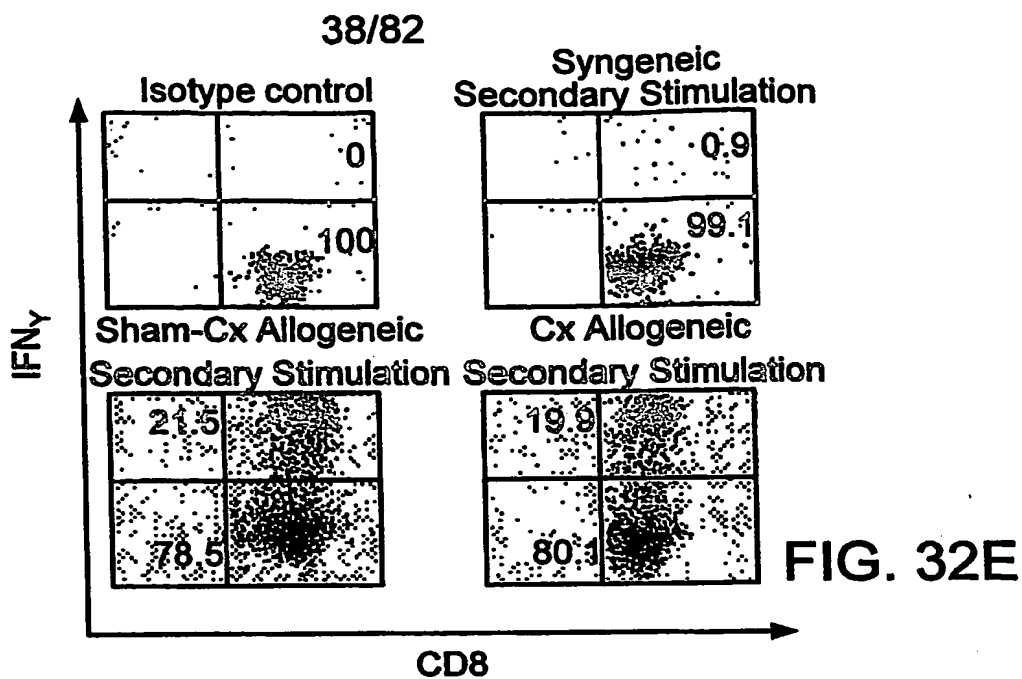 38/82
Isotype control
Syngeneic
Secondary Stimulation
0
0.9
100
99.1
Sham-Cx Allogeneic
Secondary Stimulation
Cx Allogeneic
Secondary Stimulation
21.5
19.9
78.5
80.1
IFNγ
CD8
FIG. 32E